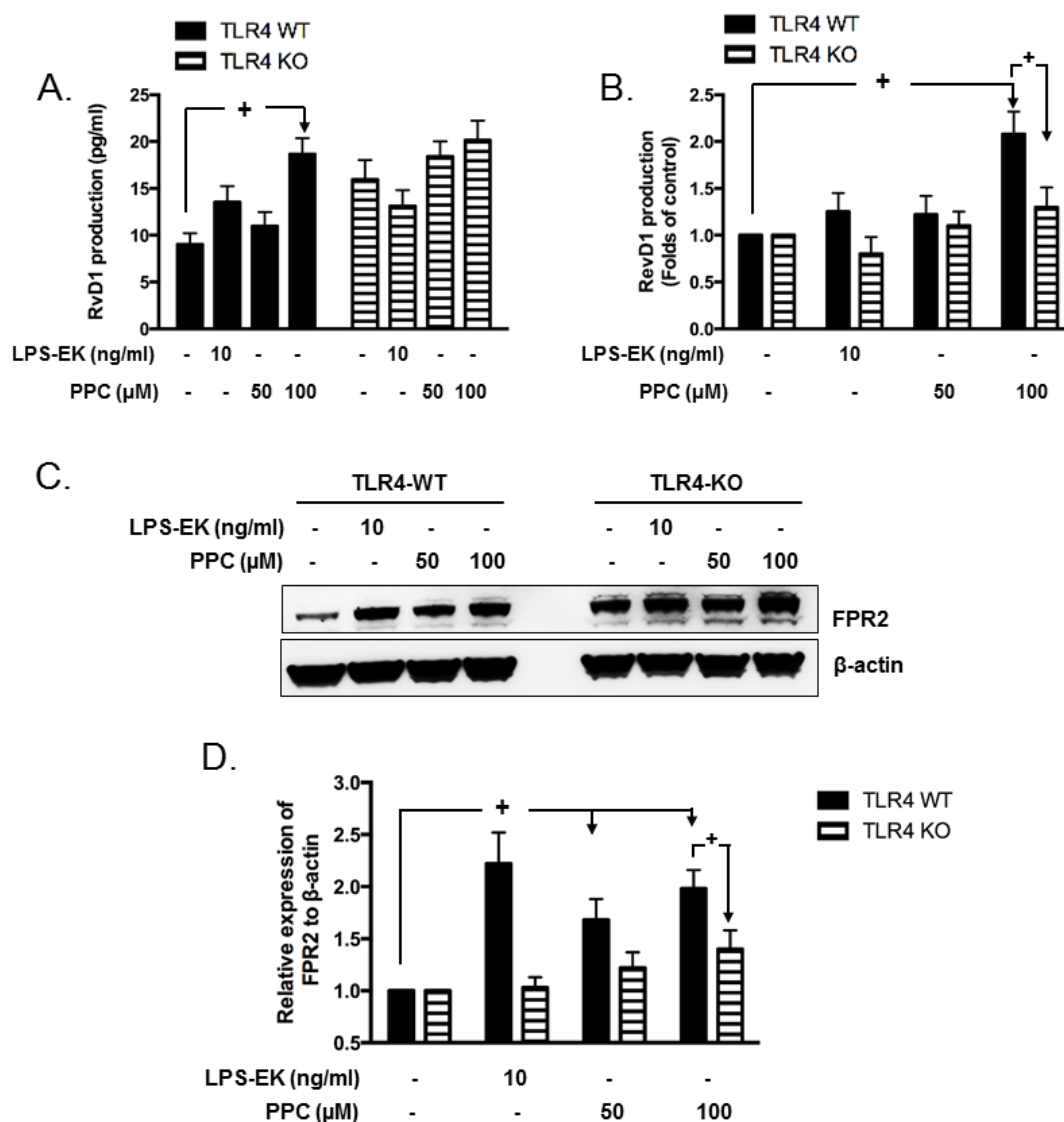 TLR4 WT
TLR4 KO
A.
RvD1 production (pg/ml)
25
20
15
10
5
0
LPS-EK (ng/ml) - 10 - - - 10 - -
PPC (µM) - - 50 100 - - 50 100
TLR4 WT
TLR4 KO
B.
RevD1 production
(Folds of control)
2.5
2.0
1.5
1.0
0.5
0.0
+
+
+
LPS-EK (ng/ml) - 10 - -
PPC (µM) - - 50 100
C.
TLR4-WT TLR4-KO
LPS-EK (ng/ml) - 10 - - - 10 - -
PPC (µM) - - 50 100 - - 50 100
FPR2
β-actin
D.
Relative expression of
FPR2 to β-actin
3.0
2.5
2.0
1.5
1.0
0.5
+
+
TLR4 WT
TLR4 KO
LPS-EK (ng/ml) - 10 - -
PPC (µM) - - 50 100